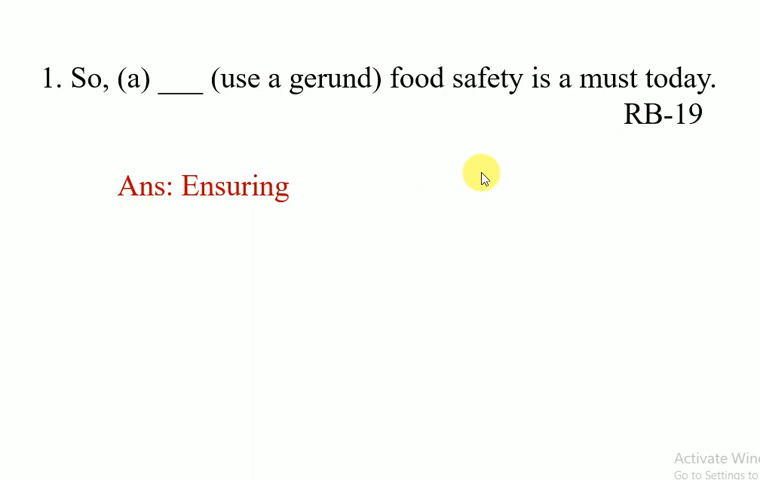 1. So, (a) ___ (use a gerund) food safety is a must today.
RB-19
Ans: Ensuring
Activate
Go to Settings to